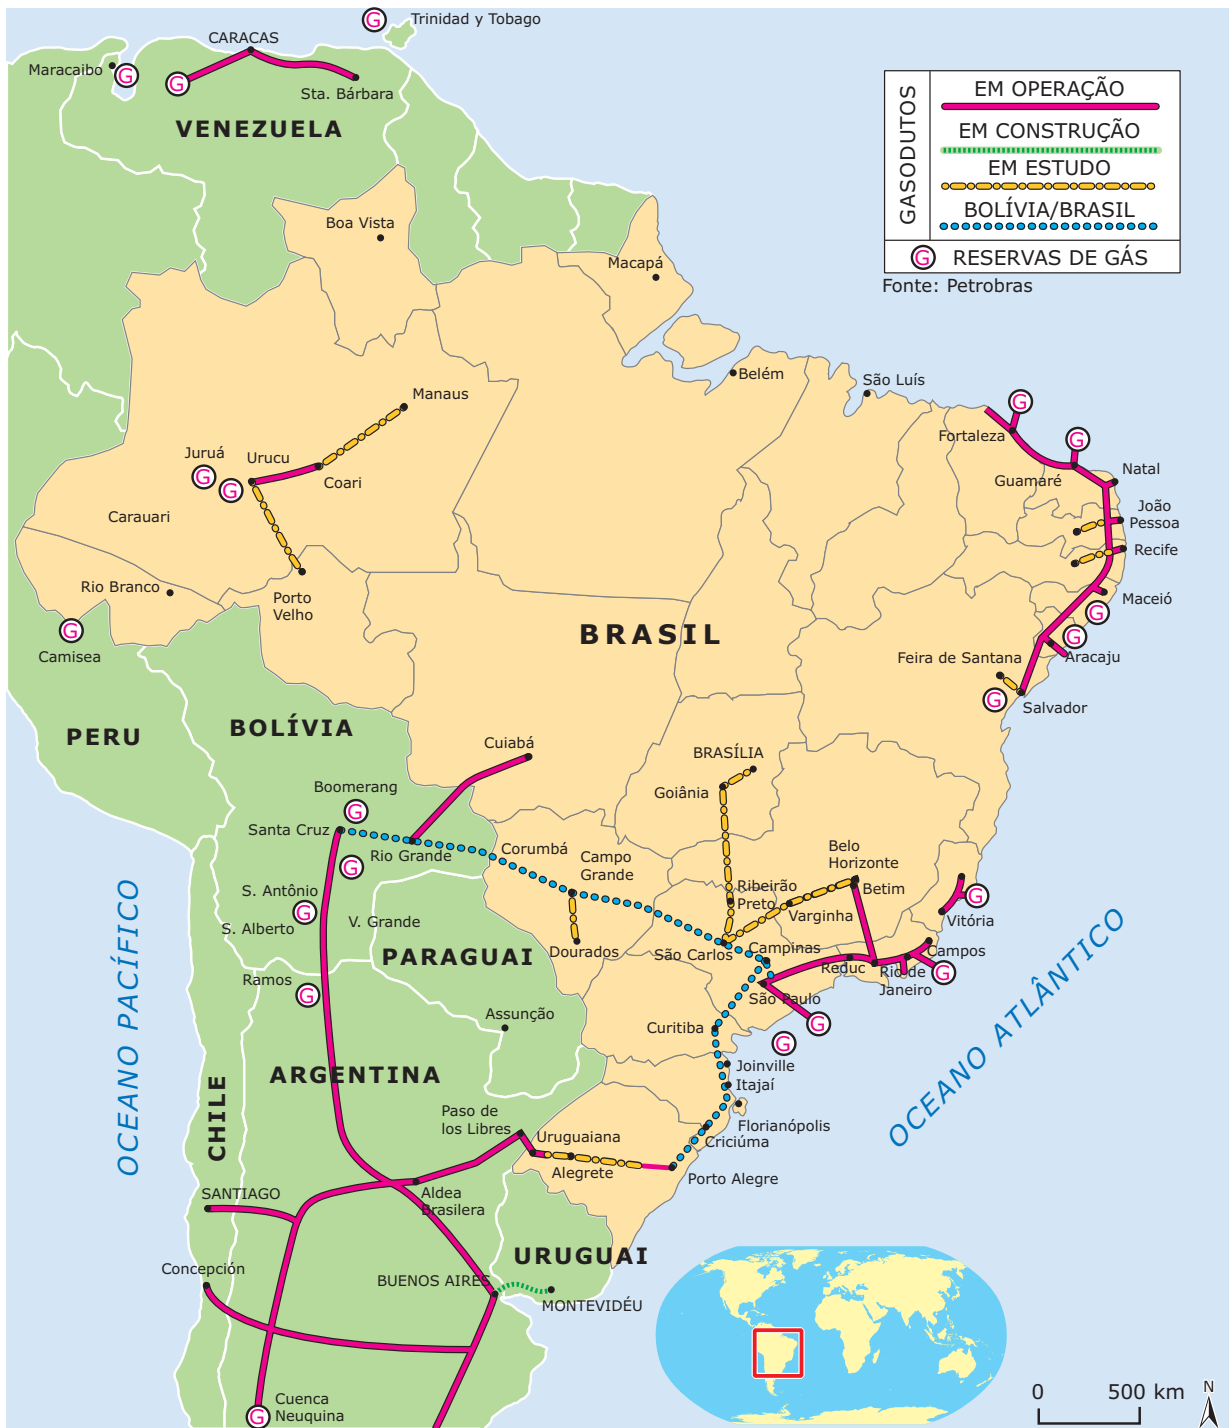 Trinidad y Tobago
G
CARACAS
Maracaibo
G
G
Sta. Bárbara
VENEZUELA
GASODUTOS
EM OPERAÇÃO
EM CONSTRUÇÃO
EM ESTUDO
BOLÍVIA/BRASIL
G RESERVAS DE GÁS
Fonte: Petrobras
Boa Vista
Macapá
Belém
São Luís
Manaus
G
Fortaleza
G
Juruá
Urucu
G
G
Coari
Guamaré
Natal
João
Pessoa
Carauari
Recife
Rio Branco
Porto
Velho
Maceió
G
G
Camisea
BRASIL
G
Aracaju
Feira de Santana
G
Salvador
PERU
BOLÍVIA
Cuiabá
BRASÍLIA
Goiânia
Boomerang
G
Santa Cruz
Rio Grande
G
Corumbá
Campo
Grande
Belo
Horizonte
Betim
Ribeirão
Preto
Varginha
S. Antônio
G
S. Alberto
V. Grande
G
Vitória
PARAGUAI
Dourados
São Carlos
Campinas
Reduc
Rio de
Janeiro
Campos
G
Ramos
G
São Paulo
G
Assunção
Curitiba
G
OCEANO PACÍFICO
OCEANO ATLÂNTICO
Joinville
Itajaí
ARGENTINA
CHILE
Paso de
los Libres
Florianópolis
Criciúma
Uruguaiana
Alegrete
Porto Alegre
SANTIAGO
Aldea
Brasilera
URUGUAI
Concepción
BUENOS AIRES
MONTEVIDÉU
G
Cuenca
Neuquina
0 500 km
N